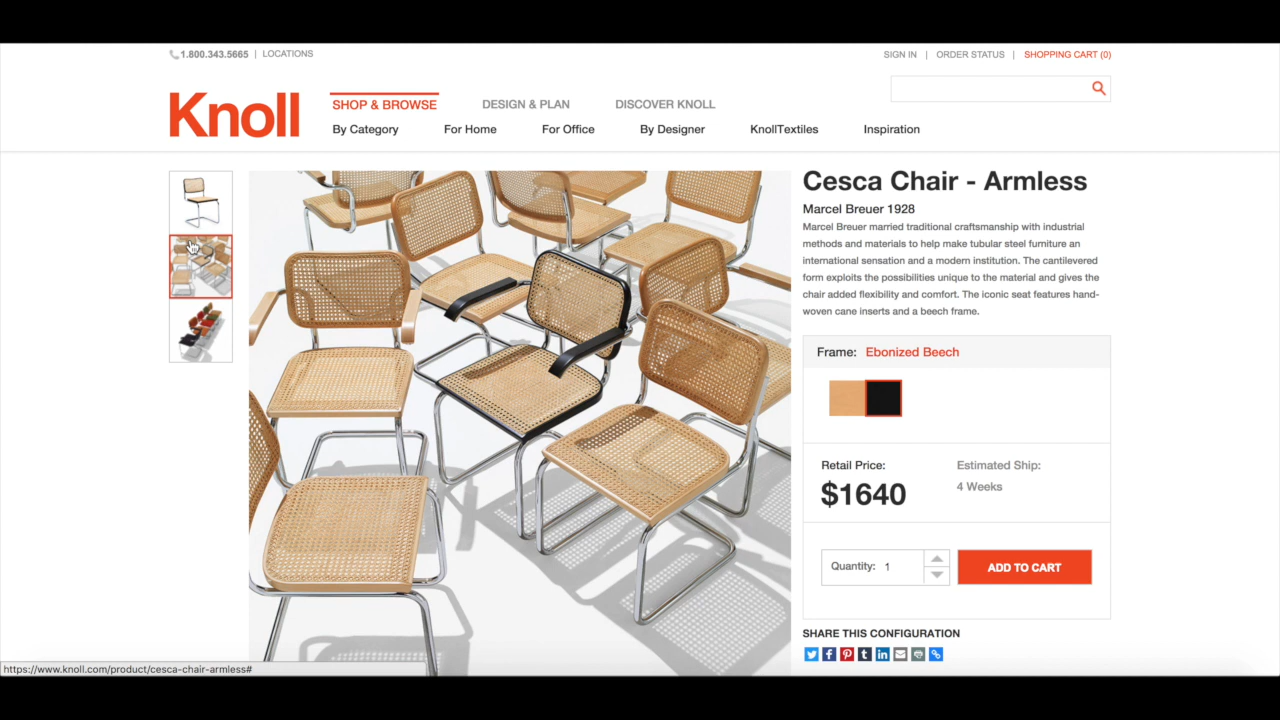 1.800.343.5665 | LOCATIONS
SIGN IN | ORDER STATUS | SHOPPING CART (0)
Knoll
SHOP & BROWSE DESIGN & PLAN DISCOVER KNOLL
By Category For Home For Office By Designer KnollTextiles Inspiration
Cesca Chair - Armless
Marcel Breuer 1928
Marcel Breuer married traditional craftsmanship with industrial
methods and materials to help make tubular steel furniture an
international sensation and a modern institution. The cantilevered
form exploits the possibilities unique to the material and gives the
chair added flexibility and comfort. The iconic seat features hand-
woven cane inserts and a beech frame.
Frame: Ebonized Beech
Retail Price: Estimated Ship:
$1640 4 Weeks
Quantity: 1 ADD TO CART
SHARE THIS CONFIGURATION
https://www.knoll.com/product/cesca-chair-armless#